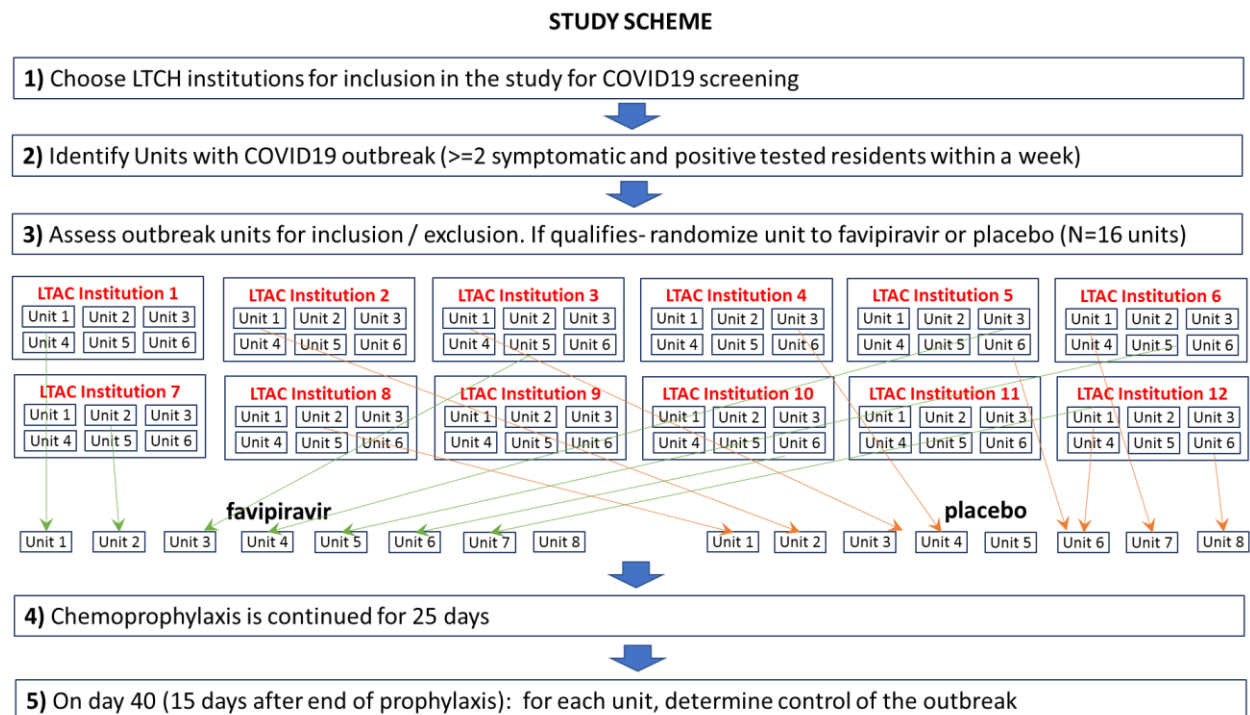 STUDY SCHEME
1) Choose LTCH institutions for inclusion in the study for COVID19 screening
2) Identify Units with COVID19 outbreak (>=2 symptomatic and positive tested residents within a week)
3) Assess outbreak units for inclusion / exclusion. If qualifies- randomize unit to favipiravir or placebo (N=16 units)
LTAC Institution 1
Unit 1 Unit 2 Unit 3
Unit 4 Unit 5 Unit 6
LTAC Institution 2
Unit 1 Unit 2 Unit 3
Unit 4 Unit 5 Unit 6
LTAC Institution 3
Unit 1 Unit 2 Unit 3
Unit 4 Unit 5 Unit 6
LTAC Institution 4
Unit 1 Unit 2 Unit 3
Unit 4 Unit 5 Unit 6
LTAC Institution 5
Unit 1 Unit 2 Unit 3
Unit 4 Unit 5 Unit 6
LTAC Institution 6
Unit 1 Unit 2 Unit 3
Unit 4 Unit 5 Unit 6
LTAC Institution 7
Unit 1 Unit 2 Unit 3
Unit 4 Unit 5 Unit 6
LTAC Institution 8
Unit 1 Unit 2 Unit 3
Unit 4 Unit 5 Unit 6
LTAC Institution 9
Unit 1 Unit 2 Unit 3
Unit 4 Unit 5 Unit 6
LTAC Institution 10
Unit 1 Unit 2 Unit 3
Unit 4 Unit 5 Unit 6
LTAC Institution 11
Unit 1 Unit 2 Unit 3
Unit 4 Unit 5 Unit 6
LTAC Institution 12
Unit 1 Unit 2 Unit 3
Unit 4 Unit 5 Unit 6
favipiravir
Unit 1 Unit 2 Unit 3 Unit 4 Unit 5 Unit 6 Unit 7 Unit 8
placebo
Unit 1 Unit 2 Unit 3 Unit 4 Unit 5 Unit 6 Unit 7 Unit 8
4) Chemoprophylaxis is continued for 25 days
5) On day 40 (15 days after end of prophylaxis): for each unit, determine control of the outbreak